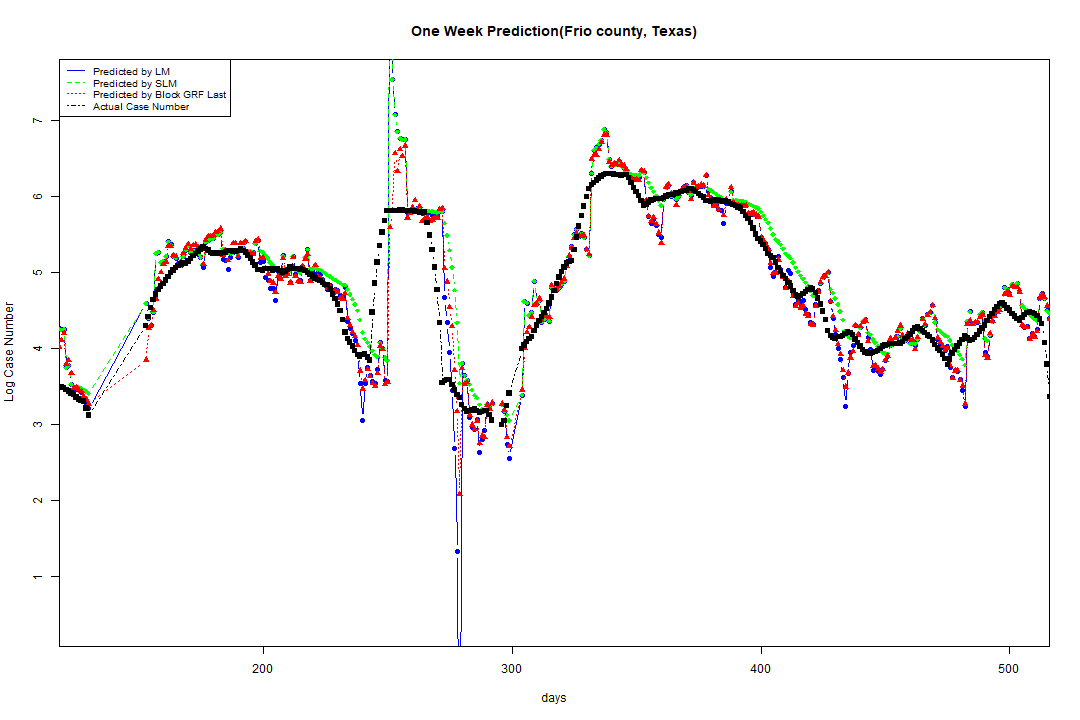 One Week Prediction(Frio county, Texas)
Predicted by LM
Predicted by SLM
Predicted by Block GRF Last
Actual Case Number
Log Case Number
7
6
5
4
3
2
1
200 300 400 500
days